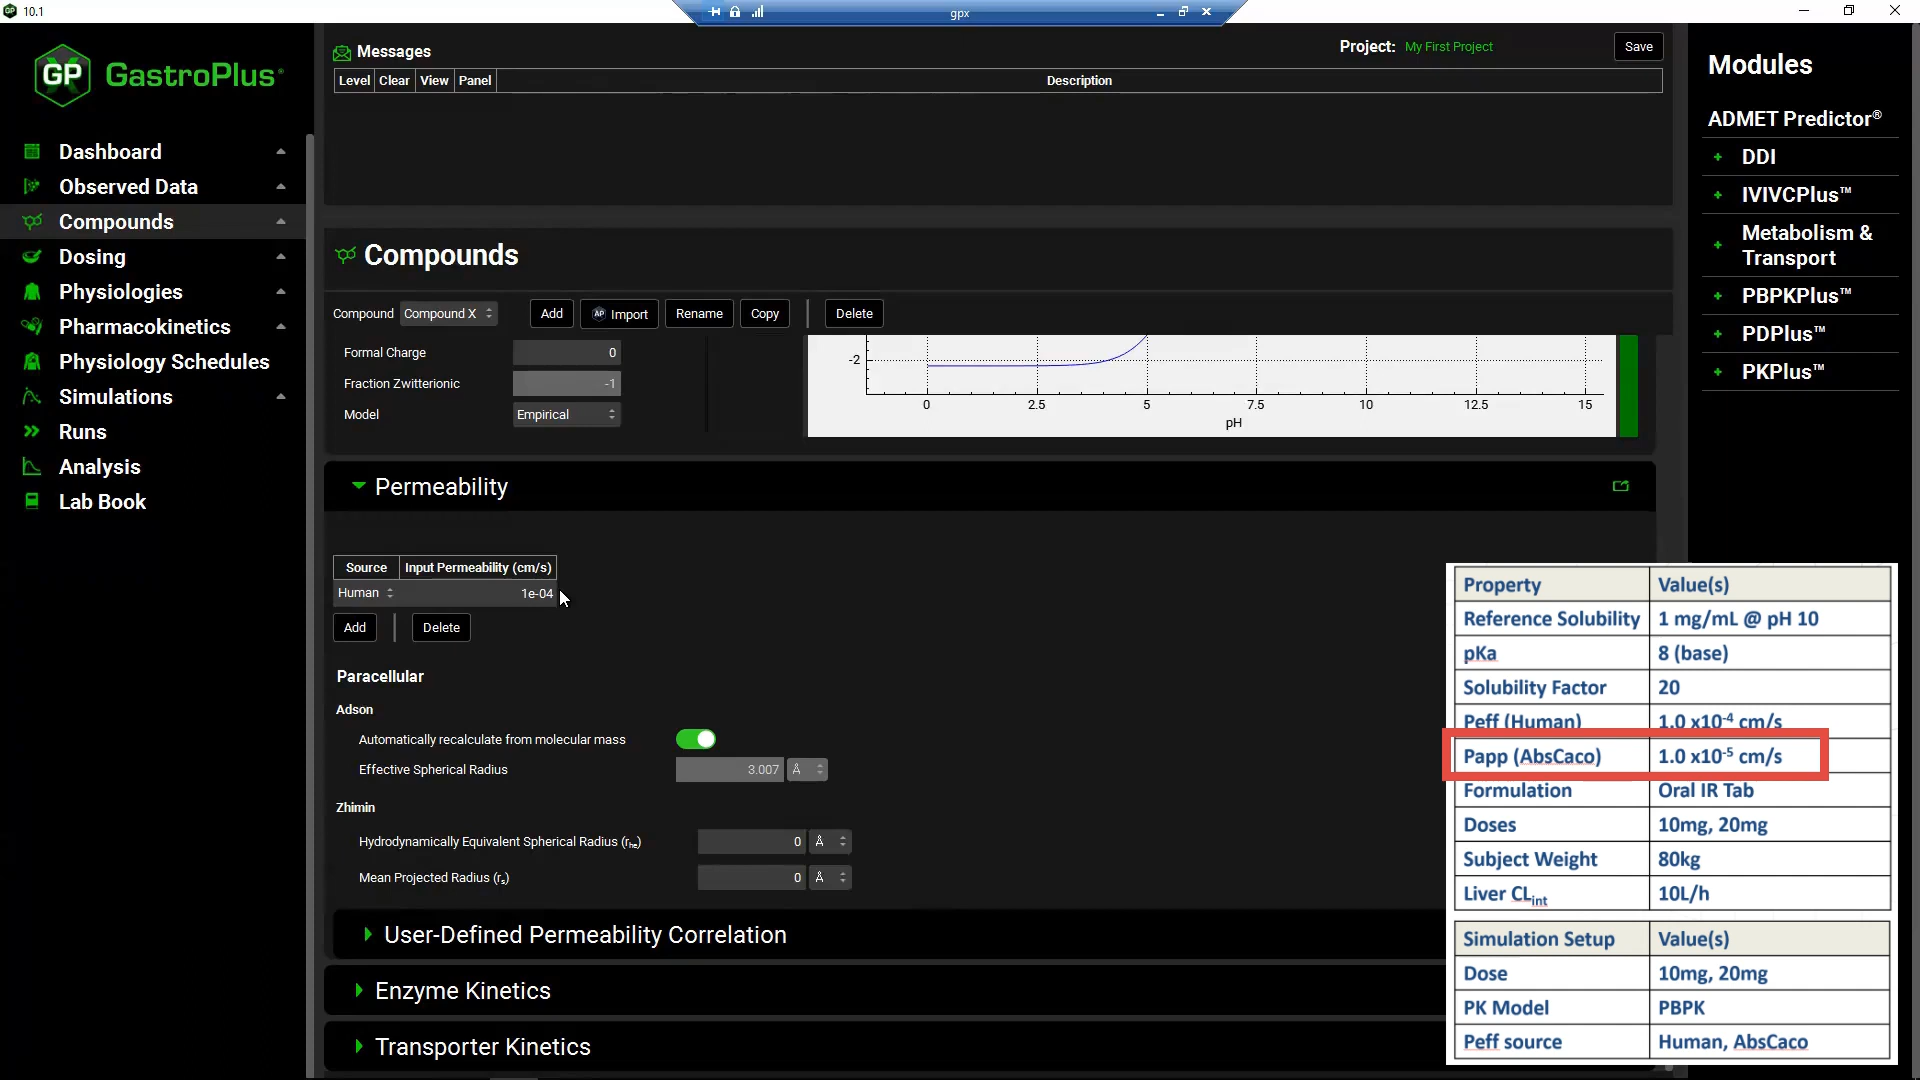 10.1
gpx
GP GastroPlus®
Dashboard
Observed Data
Compounds
Dosing
Physiologies
Pharmacokinetics
Physiology Schedules
Simulations
Runs
Analysis
Lab Book
Messages
Project: My First Project
Save
Level Clear View Panel Description
Compounds
Compound Compound X Add AP Import Rename Copy Delete
Formal Charge 0
Fraction Zwitterionic -1
Model Empirical
-2
0 2.5 5 7.5 10 12.5 15
pH
Permeability
Source Input Permeability (cm/s)
Human 1e-04
Add Delete
Paracellular
Adson
Automatically recalculate from molecular mass
Effective Spherical Radius 3.007 Å
Zhimin
Hydrodynamically Equivalent Spherical Radius (rhe) 0 Å
Mean Projected Radius (rs) 0 Å
User-Defined Permeability Correlation
Enzyme Kinetics
Transporter Kinetics
Modules
ADMET Predictor®
+ DDI
+ IVIVCPlus™
+ Metabolism &
Transport
+ PBPKPlus™
+ PDPlus™
+ PKPlus™
Property Value(s)
Reference Solubility 1 mg/mL @ pH 10
pKa 8 (base)
Solubility Factor 20
Peff (Human) 1.0 x10-4 cm/s
Papp (AbsCaco) 1.0 x10-5 cm/s
Formulation Oral IR Tab
Doses 10mg, 20mg
Subject Weight 80kg
Liver CLint 10L/h
Simulation Setup Value(s)
Dose 10mg, 20mg
PK Model PBPK
Peff source Human, AbsCaco